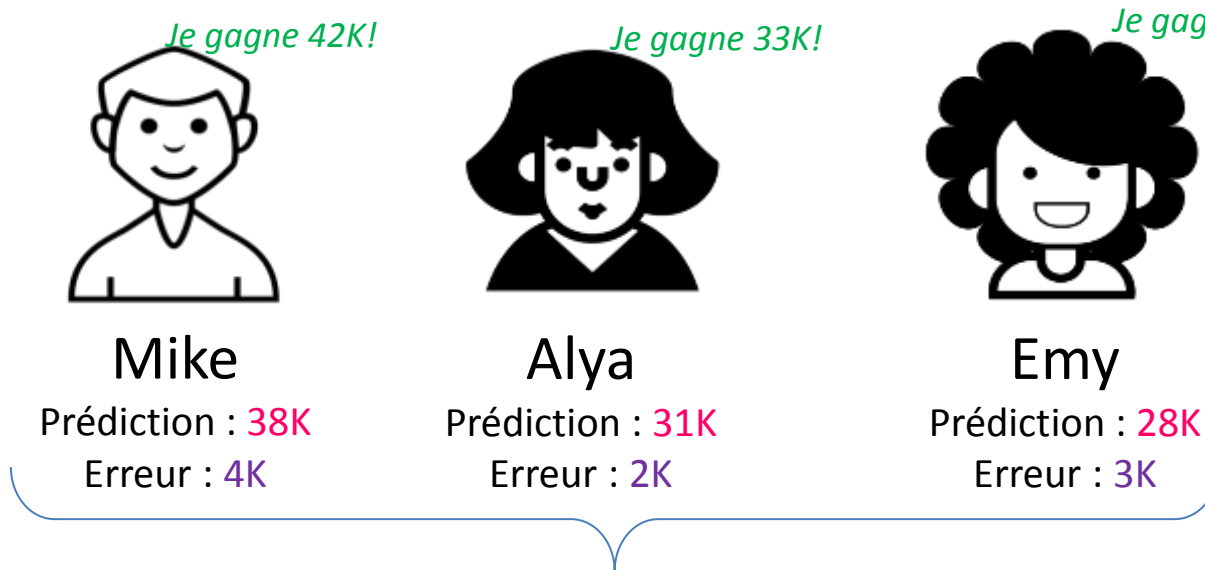 Je gagne 42K!
Je gagne 33K!
Je
Mike
Alya
Emy
Prédiction : 38K
Prédiction : 31K
Prédiction : 28K
Erreur : 4K
Erreur : 2K
Erreur : 3K